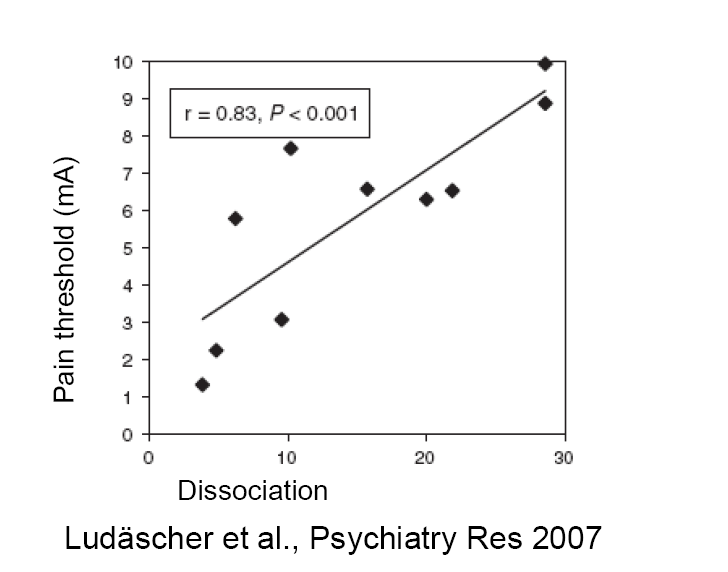 10
9
8
7
6
5
4
3
2
1
0
r = 0.83, P < 0.001
Pain threshold (mA)
0 10 20 30
Dissociation
Ludäscher et al., Psychiatry Res 2007